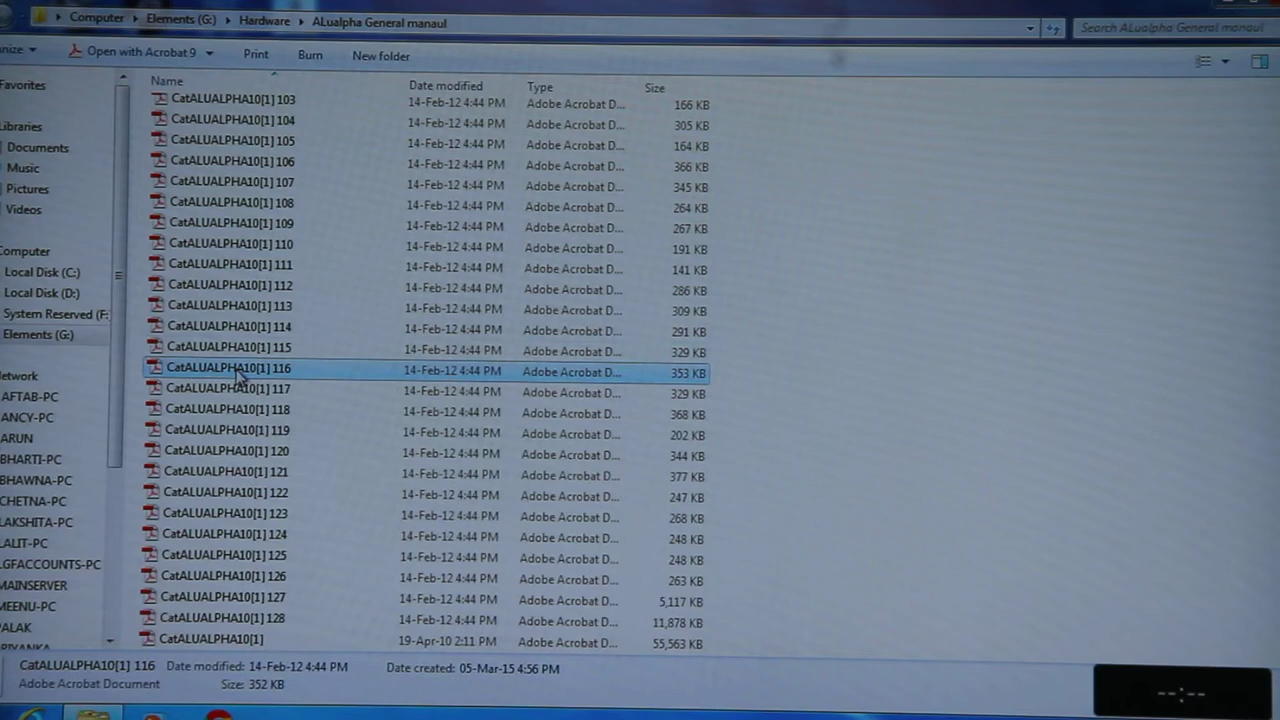 Computer Elements (G:) Hardware ALualpha General manaul Search ALualpha General manaul
nize Open with Acrobat 9 Print Burn New folder
Name Date modified Type Size
CatALUALPHA10[1] 103 14-Feb-12 4:44 PM Adobe Acrobat D... 166 KB
CatALUALPHA10[1] 104 14-Feb-12 4:44 PM Adobe Acrobat D... 305 KB
CatALUALPHA10[1] 105 14-Feb-12 4:44 PM Adobe Acrobat D... 164 KB
CatALUALPHA10[1] 106 14-Feb-12 4:44 PM Adobe Acrobat D... 366 KB
CatALUALPHA10[1] 107 14-Feb-12 4:44 PM Adobe Acrobat D... 345 KB
CatALUALPHA10[1] 108 14-Feb-12 4:44 PM Adobe Acrobat D... 264 KB
CatALUALPHA10[1] 109 14-Feb-12 4:44 PM Adobe Acrobat D... 267 KB
CatALUALPHA10[1] 110 14-Feb-12 4:44 PM Adobe Acrobat D... 191 KB
CatALUALPHA10[1] 111 14-Feb-12 4:44 PM Adobe Acrobat D... 141 KB
CatALUALPHA10[1] 112 14-Feb-12 4:44 PM Adobe Acrobat D... 286 KB
CatALUALPHA10[1] 113 14-Feb-12 4:44 PM Adobe Acrobat D... 309 KB
CatALUALPHA10[1] 114 14-Feb-12 4:44 PM Adobe Acrobat D... 291 KB
CatALUALPHA10[1] 115 14-Feb-12 4:44 PM Adobe Acrobat D... 329 KB
CatALUALPHA10[1] 116 14-Feb-12 4:44 PM Adobe Acrobat D... 353 KB
CatALUALPHA10[1] 117 14-Feb-12 4:44 PM Adobe Acrobat D... 329 KB
CatALUALPHA10[1] 118 14-Feb-12 4:44 PM Adobe Acrobat D... 368 KB
CatALUALPHA10[1] 119 14-Feb-12 4:44 PM Adobe Acrobat D... 202 KB
CatALUALPHA10[1] 120 14-Feb-12 4:44 PM Adobe Acrobat D... 344 KB
CatALUALPHA10[1] 121 14-Feb-12 4:44 PM Adobe Acrobat D... 377 KB
CatALUALPHA10[1] 122 14-Feb-12 4:44 PM Adobe Acrobat D... 247 KB
CatALUALPHA10[1] 123 14-Feb-12 4:44 PM Adobe Acrobat D... 268 KB
CatALUALPHA10[1] 124 14-Feb-12 4:44 PM Adobe Acrobat D... 248 KB
CatALUALPHA10[1] 125 14-Feb-12 4:44 PM Adobe Acrobat D... 248 KB
CatALUALPHA10[1] 126 14-Feb-12 4:44 PM Adobe Acrobat D... 263 KB
CatALUALPHA10[1] 127 14-Feb-12 4:44 PM Adobe Acrobat D... 5,117 KB
CatALUALPHA10[1] 128 14-Feb-12 4:44 PM Adobe Acrobat D... 11,878 KB
CatALUALPHA10[1] 19-Apr-10 2:11 PM Adobe Acrobat D... 55,563 KB
Favorites
Libraries
Documents
Music
Pictures
Videos
Computer
Local Disk (C:)
Local Disk (D:)
System Reserved (F:
Elements (G:)
etwork
AFTAB-PC
ANCY-PC
ARUN
BHARTI-PC
BHAWNA-PC
CHETNA-PC
LAKSHITA-PC
LALIT-PC
LGFACCOUNTS-PC
MAINSERVER
MEENU-PC
PALAK
CatALUALPHA10[1] 116 Date modified: 14-Feb-12 4:44 PM Date created: 05-Mar-15 4:56 PM
Adobe Acrobat Document Size: 352 KB
--:--